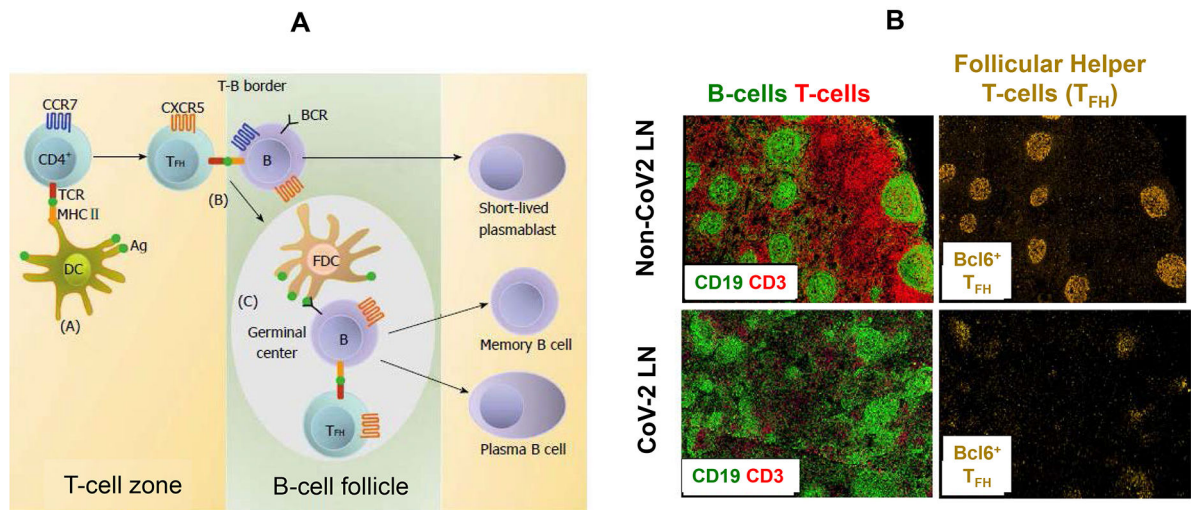 A
T-B border
CCR7
CXCR5
BCR
CD4+
TFH
B
TCR
(B)
MHC II
Short-lived
plasmablast
Ag
DC
FDC
(A)
(C)
Germinal
center
B
Memory B cell
TFH
Plasma B cell
T-cell zone
B-cell follicle
B
B-cells T-cells
Follicular Helper
T-cells (TFH)
Non-CoV2 LN
CD19 CD3
Bcl6+
TFH
CoV-2 LN
CD19 CD3
Bcl6+
TFH